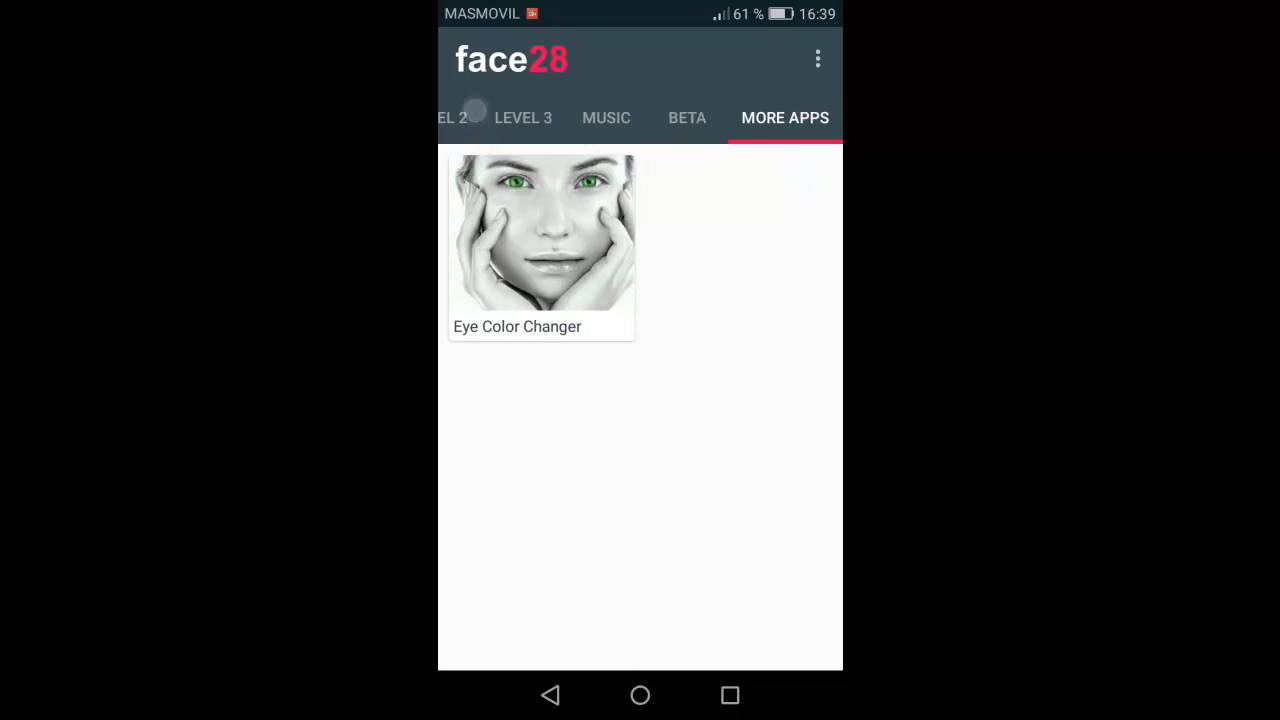 MASMOVIL 61 % 16:39
face28
EL 2 LEVEL 3 MUSIC BETA MORE APPS
Eye Color Changer